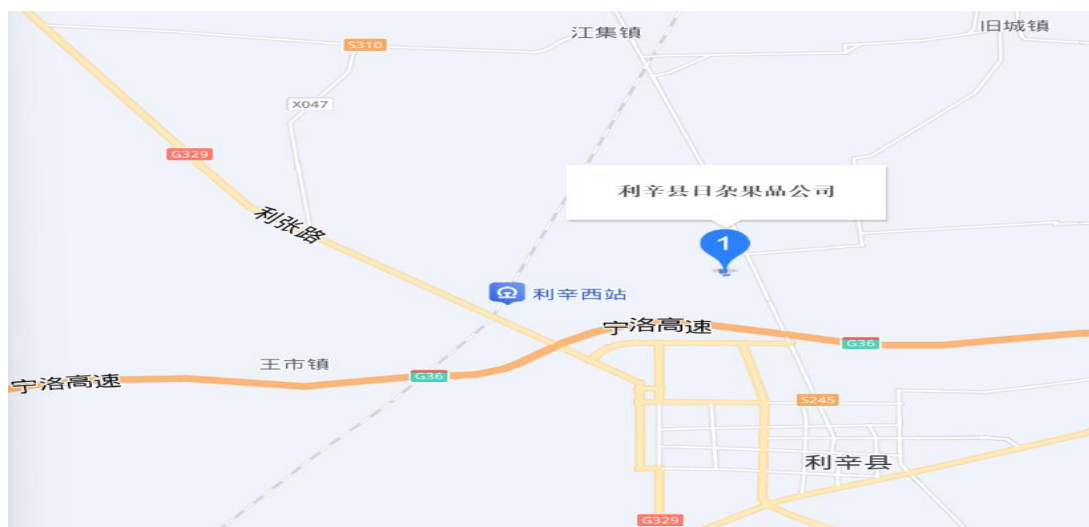 旧城镇
江集镇
S310
X047
G329
利辛县日杂果品公司
利张路
1
利辛西站
宁洛高速
G36
王市镇
G36
宁洛高速
S245
利辛县
G329